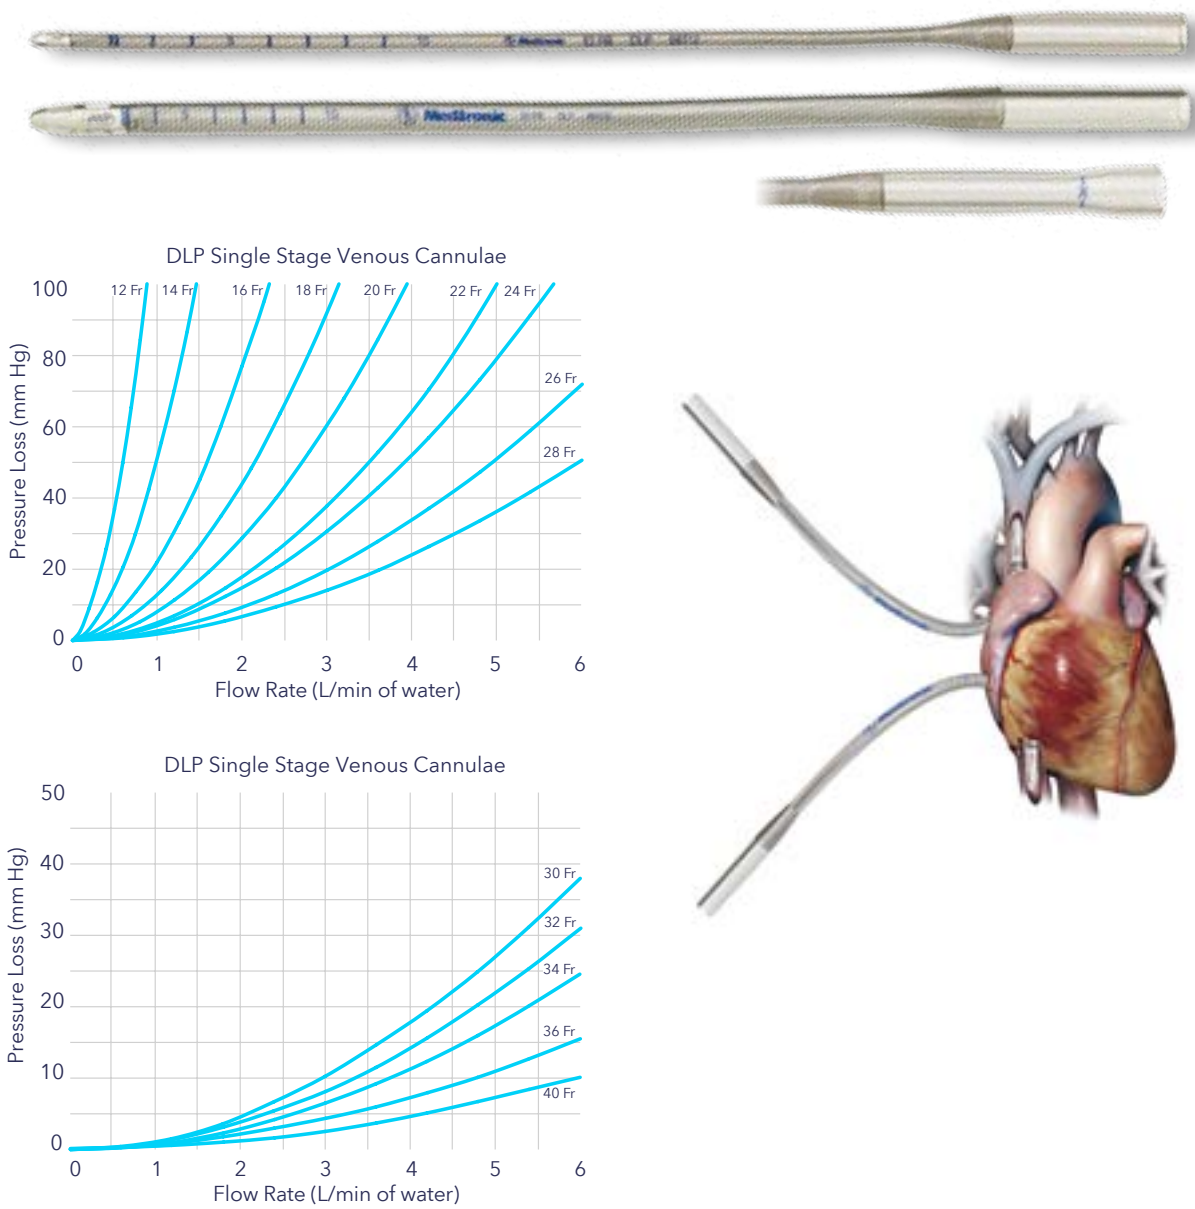 Medtronic
DLP
Medtronic
DLP Single Stage Venous Cannulae
Pressure Loss (mm Hg)
100
80
60
40
20
0
12 Fr
14 Fr
16 Fr
18 Fr
20 Fr
22 Fr
24 Fr
26 Fr
28 Fr
0 1 2 3 4 5 6
Flow Rate (L/min of water)
DLP Single Stage Venous Cannulae
Pressure Loss (mm Hg)
50
40
30
20
10
0
30 Fr
32 Fr
34 Fr
36 Fr
40 Fr
0 1 2 3 4 5 6
Flow Rate (L/min of water)